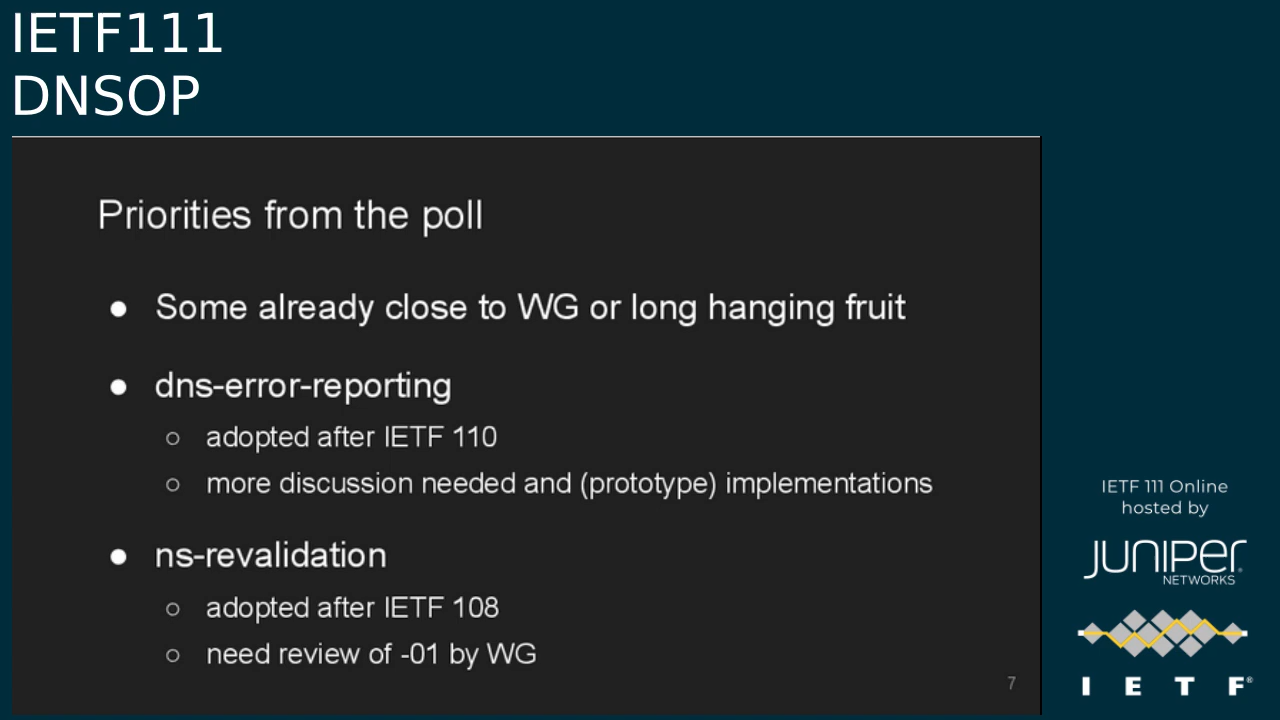 IETF111
DNSOP
Priorities from the poll
● Some already close to WG or long hanging fruit
● dns-error-reporting
○ adopted after IETF 110
○ more discussion needed and (prototype) implementations
● ns-revalidation
○ adopted after IETF 108
○ need review of -01 by WG
7
IETF 111 Online
hosted by
JUNIPER
NETWORKS
I E T F®